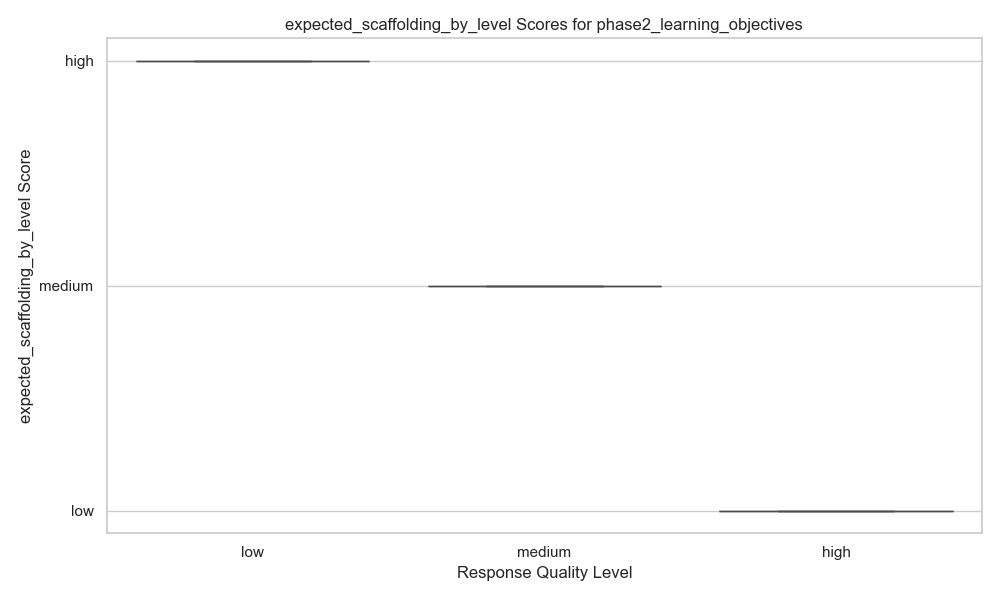 expected_scaffolding_by_level Scores for phase2_learning_objectives
expected_scaffolding_by_level Score
high
medium
low
low medium high
Response Quality Level